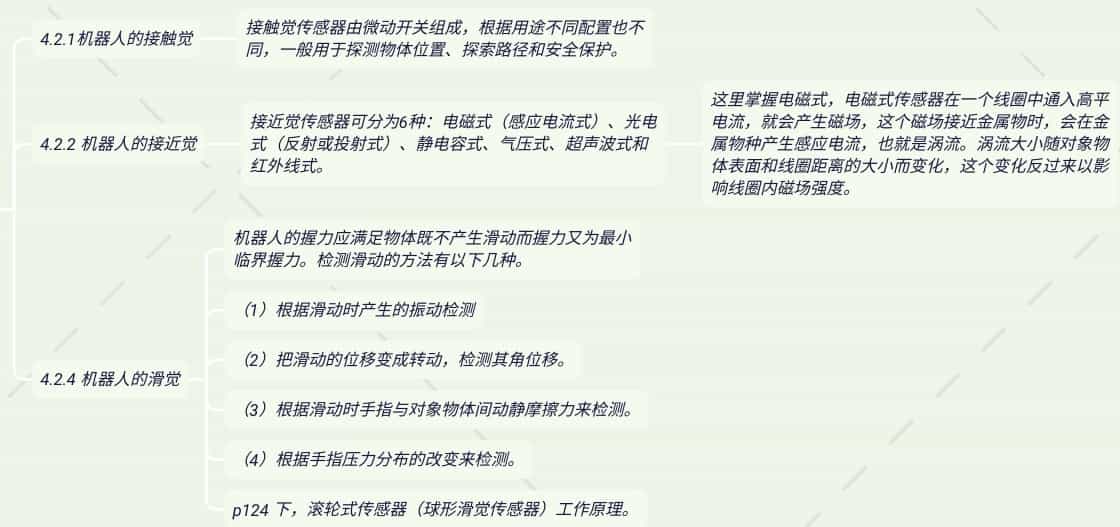 4.2.1机器人的接触觉
接触觉传感器由微动开关组成，根据用途不同配置也不
同，一般用于探测物体位置、探索路径和安全保护。
4.2.2 机器人的接近觉
接近觉传感器可分为6种：电磁式（感应电流式）、光电
式（反射或投射式）、静电容式、气压式、超声波式和
红外线式。
这里掌握电磁式，电磁式传感器在一个线圈中通入高平
电流，就会产生磁场，这个磁场接近金属物时，会在金
属物种产生感应电流，也就是涡流。涡流大小随对象物
体表面和线圈距离的大小而变化，这个变化反过来以影
响线圈内磁场强度。
4.2.4 机器人的滑觉
机器人的握力应满足物体既不产生滑动而握力又为最小
临界握力。检测滑动的方法有以下几种。
（1）根据滑动时产生的振动检测
（2）把滑动的位移变成转动，检测其角位移。
（3）根据滑动时手指与对象物体间动静摩擦力来检测。
（4）根据手指压力分布的改变来检测。
p124 下，滚轮式传感器（球形滑觉传感器）工作原理。